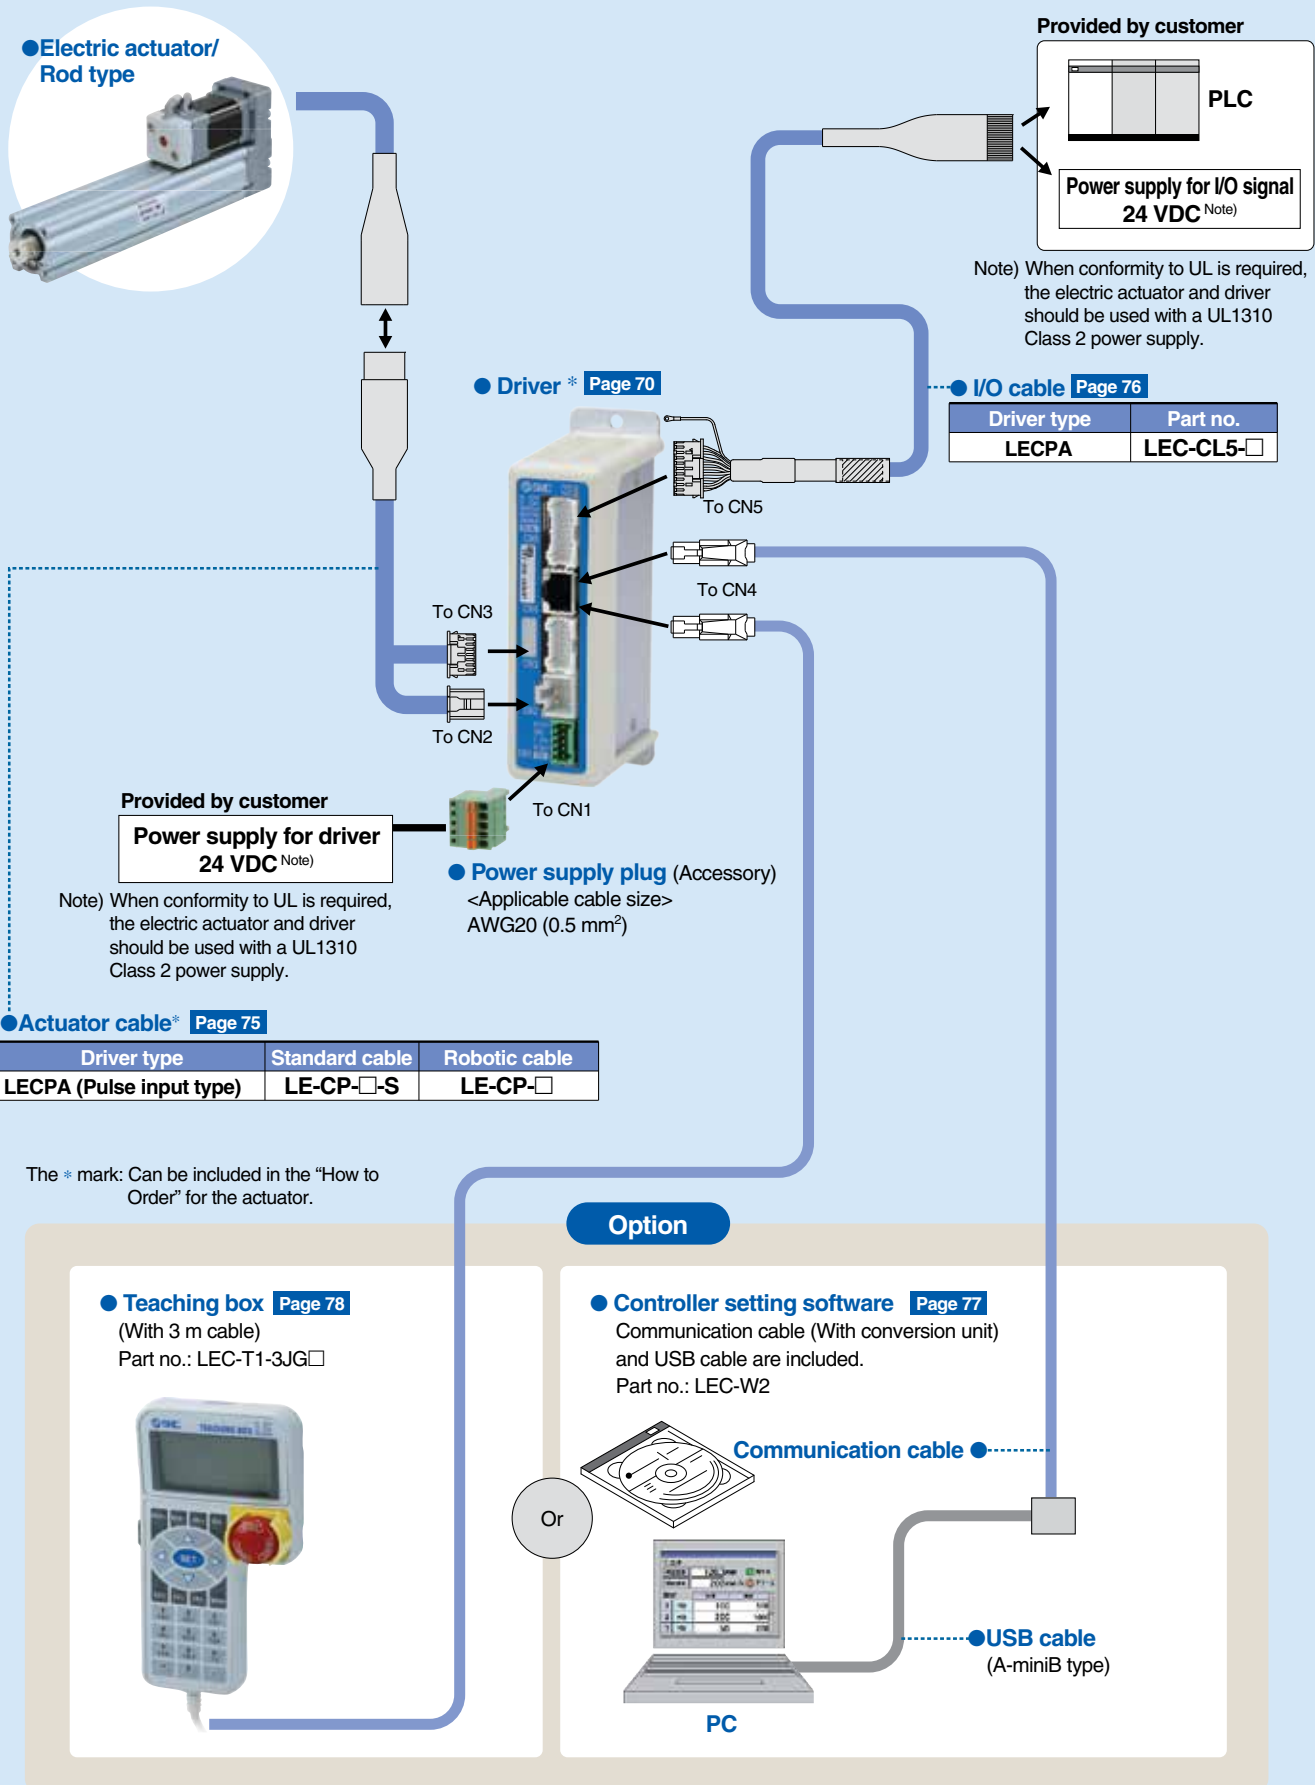 ●Electric actuator/
Rod type
Provided by customer
PLC
Power supply for I/O signal
24 VDC Note)
Note) When conformity to UL is required,
the electric actuator and driver
should be used with a UL1310
Class 2 power supply.
● Driver * Page 70
● I/O cable Page 76
Driver type Part no.
LECPA LEC-CL5-□
To CN5
To CN4
To CN3
To CN2
To CN1
Provided by customer
Power supply for driver
24 VDC Note)
Note) When conformity to UL is required,
the electric actuator and driver
should be used with a UL1310
Class 2 power supply.
● Power supply plug (Accessory)
<Applicable cable size>
AWG20 (0.5 mm²)
●Actuator cable* Page 75
Driver type Standard cable Robotic cable
LECPA (Pulse input type) LE-CP-□-S LE-CP-□
The * mark: Can be included in the “How to
Order” for the actuator.
Option
● Teaching box Page 78
(With 3 m cable)
Part no.: LEC-T1-3JG□
SMC TEACHING BOX
SET
Or
● Controller setting software Page 77
Communication cable (With conversion unit)
and USB cable are included.
Part no.: LEC-W2
Communication cable ●
●USB cable
(A-miniB type)
PC